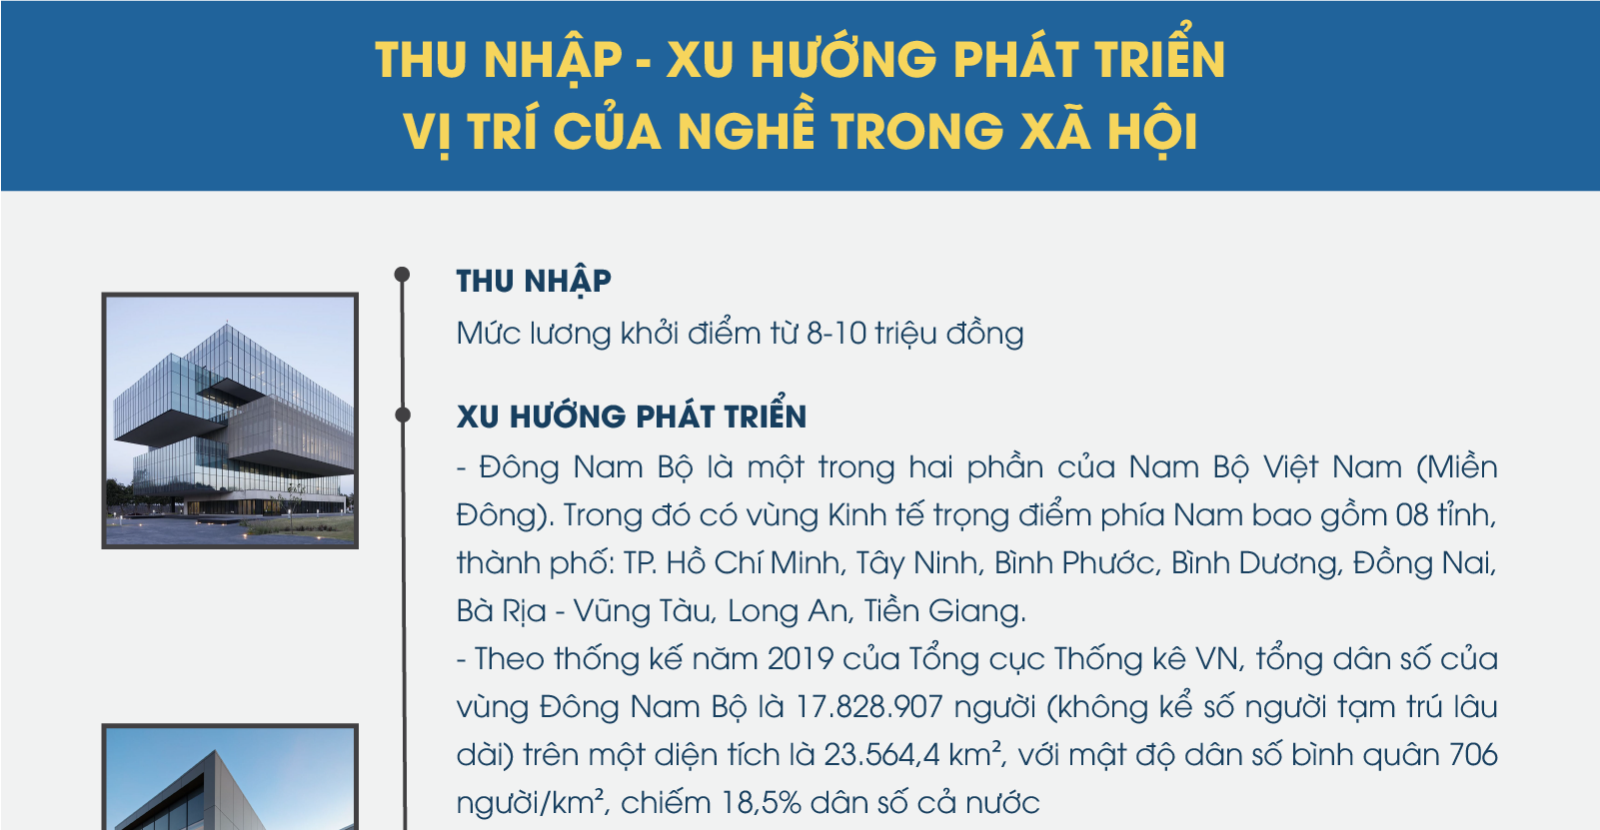 THU NHẬP - XU HƯỚNG PHÁT TRIỂN
VỊ TRÍ CỦA NGHỀ TRONG XÃ HỘI
THU NHẬP
Mức lương khởi điểm từ 8-10 triệu đồng
XU HƯỚNG PHÁT TRIỂN
- Đông Nam Bộ là một trong hai phần của Nam Bộ Việt Nam (Miền
Đông). Trong đó có vùng Kinh tế trọng điểm phía Nam bao gồm 08 tỉnh,
thành phố: TP. Hồ Chí Minh, Tây Ninh, Bình Phước, Bình Dương, Đồng Nai,
Bà Rịa - Vũng Tàu, Long An, Tiền Giang.
- Theo thống kế năm 2019 của Tổng cục Thống kê VN, tổng dân số của
vùng Đông Nam Bộ là 17.828.907 người (không kể số người tạm trú lâu
dài) trên một diện tích là 23.564,4 km², với mật độ dân số bình quân 706
người/km², chiếm 18,5% dân số cả nước